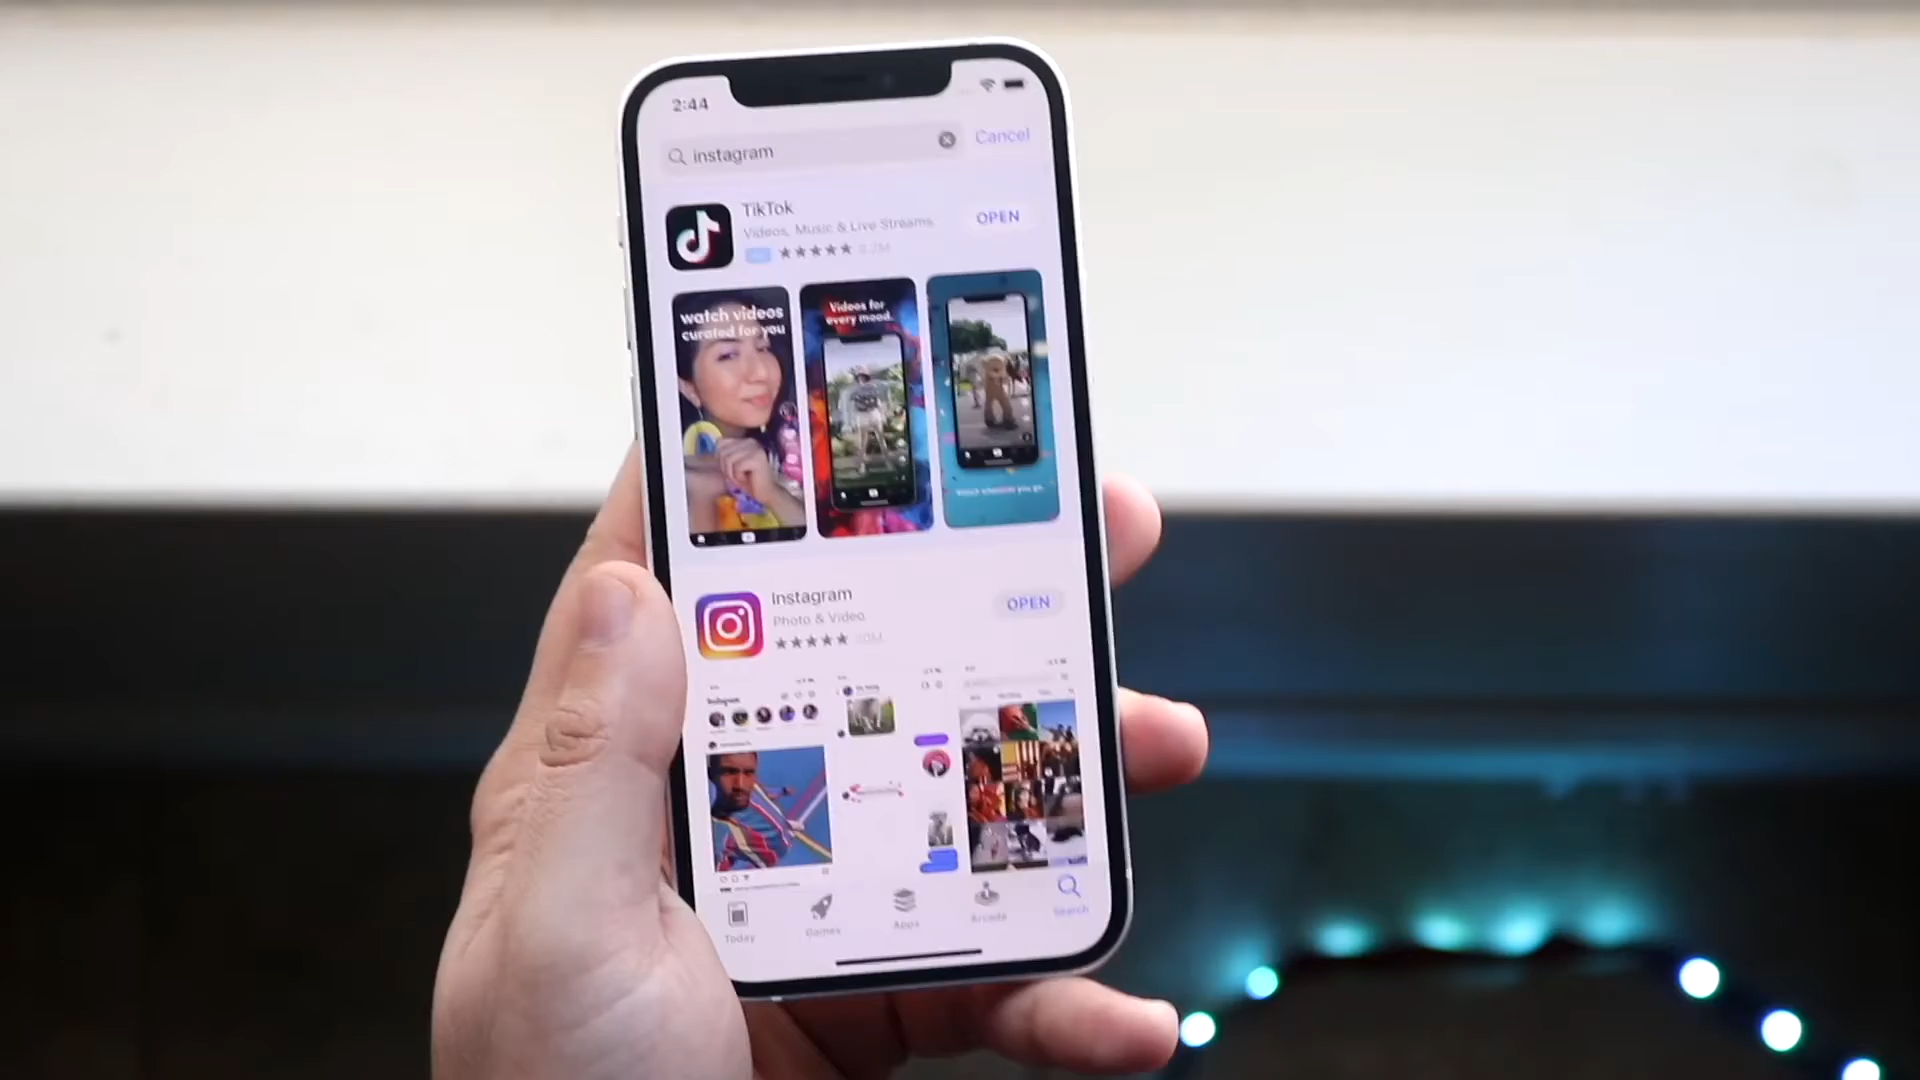 2:44
instagram
Cancel
TikTok
Videos, Music & Live Streams
OPEN
watch videos
curated for you
Videos for
every mood.
Instagram
Photo & Video
OPEN
Instagram
Today
Games
Apps
Arcade
Search